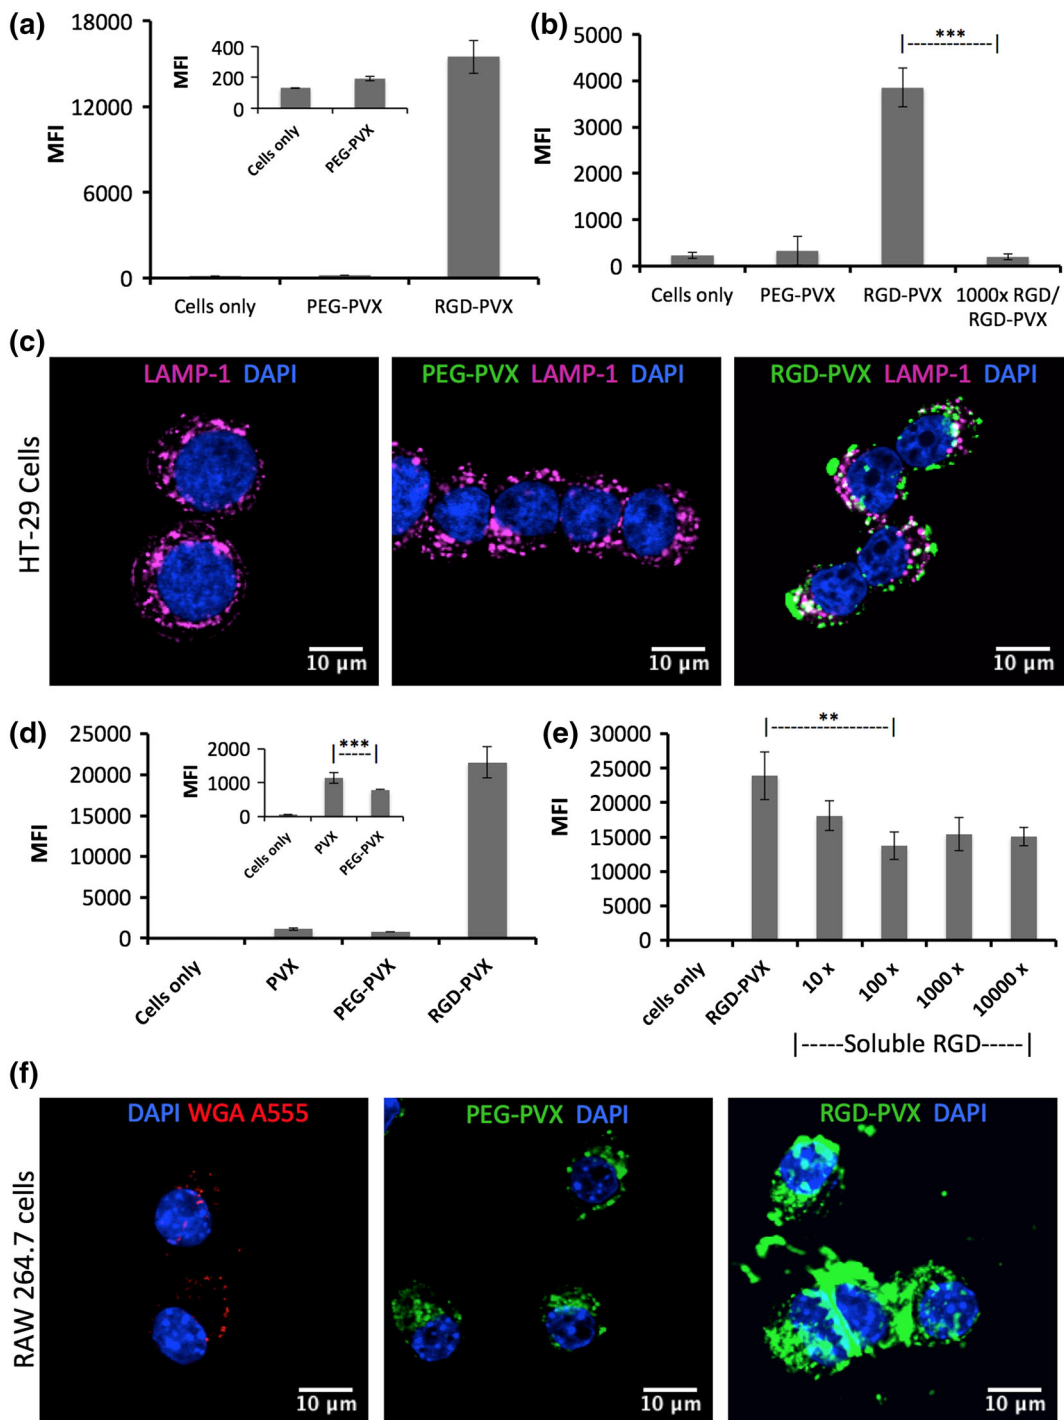 (a)
MFI
18000
12000
6000
0
Cells only PEG-PVX RGD-PVX
MFI
400
200
0
Cells only
PEG-PVX
(b)
MFI
5000
4000
3000
2000
1000
0
|------------|
***
Cells only PEG-PVX RGD-PVX 1000x RGD/
RGD-PVX
(c)
HT-29 Cells
LAMP-1 DAPI
10 µm
PEG-PVX LAMP-1 DAPI
10 µm
RGD-PVX LAMP-1 DAPI
10 µm
(d)
MFI
25000
20000
15000
10000
5000
0
Cells only
PVX
PEG-PVX
RGD-PVX
MFI
2000
1000
0
***
|-----|
Cells only
PVX
PEG-PVX
(e)
MFI
30000
25000
20000
15000
10000
5000
0
**
|-----------------|
cells only
RGD-PVX
10 x
100 x
1000 x
10000 x
|-----Soluble RGD-----|
(f)
RAW 264.7 cells
DAPI WGA A555
10 µm
PEG-PVX DAPI
10 µm
RGD-PVX DAPI
10 µm